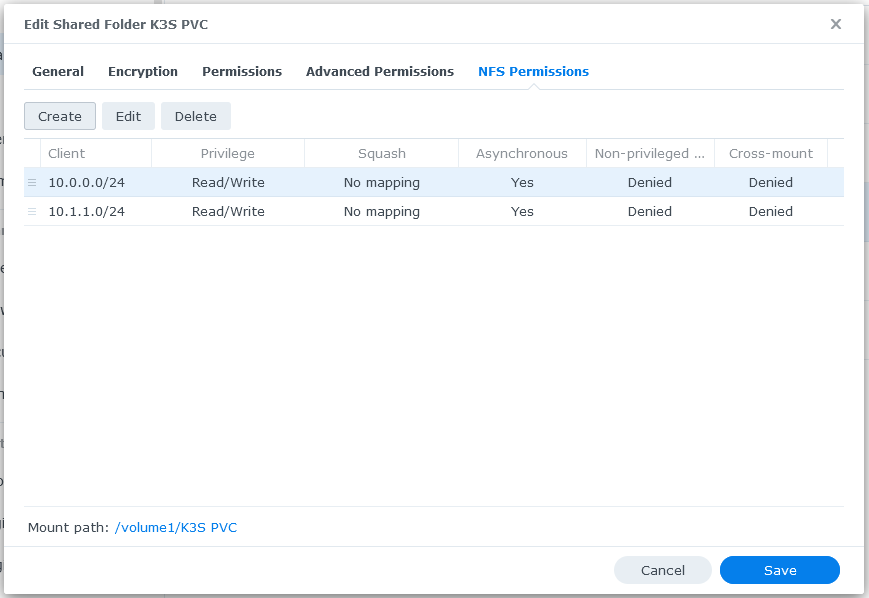 Edit Shared Folder K3S PVC
General Encryption Permissions Advanced Permissions NFS Permissions
Create Edit Delete
Client Privilege Squash Asynchronous Non-privileged ... Cross-mount
10.0.0.0/24 Read/Write No mapping Yes Denied Denied
10.1.1.0/24 Read/Write No mapping Yes Denied Denied
Mount path: /volume1/K3S PVC
Cancel Save